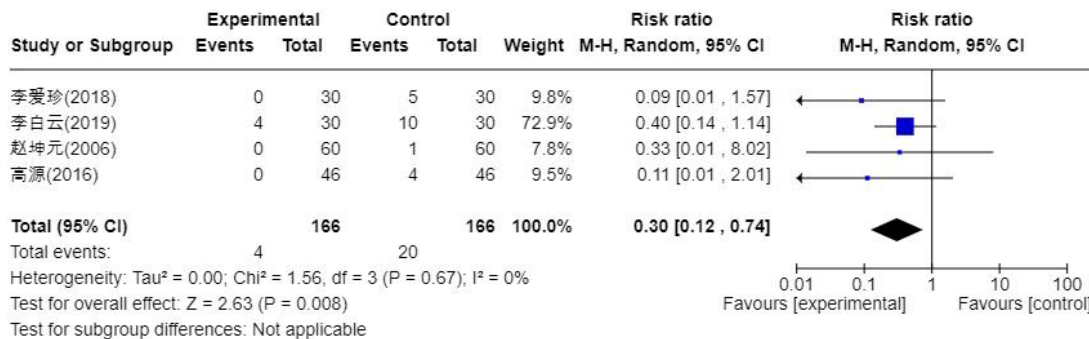 Experimental Control Risk ratio Risk ratio
Study or Subgroup Events Total Events Total Weight M-H, Random, 95% CI M-H, Random, 95% CI
李爱珍(2018) 0 30 5 30 9.8% 0.09 [0.01 , 1.57]
李白云(2019) 4 30 10 30 72.9% 0.40 [0.14 , 1.14]
赵坤元(2006) 0 60 1 60 7.8% 0.33 [0.01 , 8.02]
高源(2016) 0 46 4 46 9.5% 0.11 [0.01 , 2.01]
Total (95% CI) 166 166 100.0% 0.30 [0.12 , 0.74]
Total events: 4 20
Heterogeneity: Tau² = 0.00; Chi² = 1.56, df = 3 (P = 0.67); I² = 0%
0.01 0.1 1 10 100
Test for overall effect: Z = 2.63 (P = 0.008)
Favours [experimental] Favours [control]
Test for subgroup differences: Not applicable